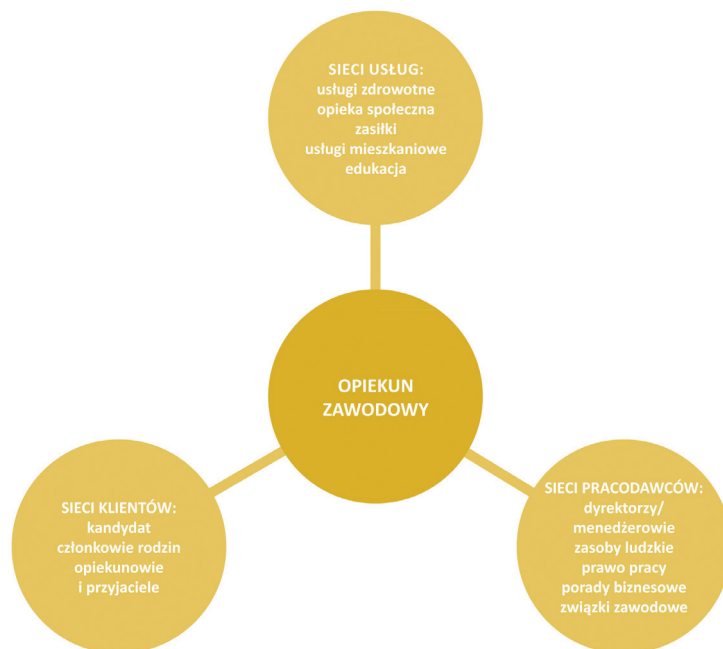 SIECI USŁUG:
usługi zdrowotne
opieka społeczna
zasiłki
usługi mieszkaniowe
edukacja
OPIEKUN
ZAWODOWY
SIECI KLIENTÓW:
kandydat
członkowie rodzin
opiekunowie
i przyjaciele
SIECI PRACODAWCÓW:
dyrektorzy/
menedżerowie
zasoby ludzkie
prawo pracy
porady biznesowe
związki zawodowe